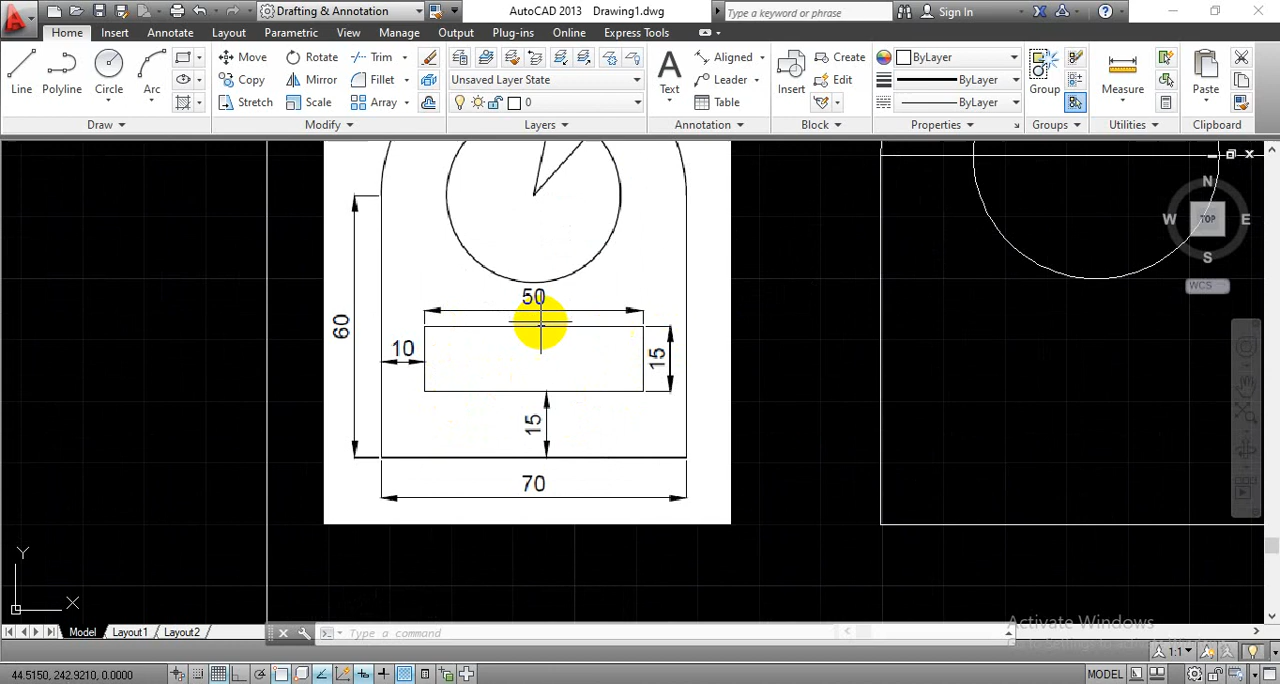 Drafting & Annotation
AutoCAD 2013 Drawing1.dwg
Type a keyword or phrase
Sign In
Home Insert Annotate Layout Parametric View Manage Output Plug-ins Online Express Tools
Line
Polyline
Circle
Arc
Draw
Move
Rotate
Trim
Copy
Mirror
Fillet
Stretch
Scale
Array
Modify
Unsaved Layer State
0
Layers
Text
Aligned
Leader
Table
Annotation
Insert
Create
Edit
Block
ByLayer
ByLayer
ByLayer
Properties
Group
Groups
Measure
Utilities
Paste
Clipboard
N
W TOP E
S
WCS
50
60
10
15
15
70
Y
X
Activate Windows
Model Layout1 Layout2
Type a command
1:1
44.5150, 242.9210, 0.0000
MODEL